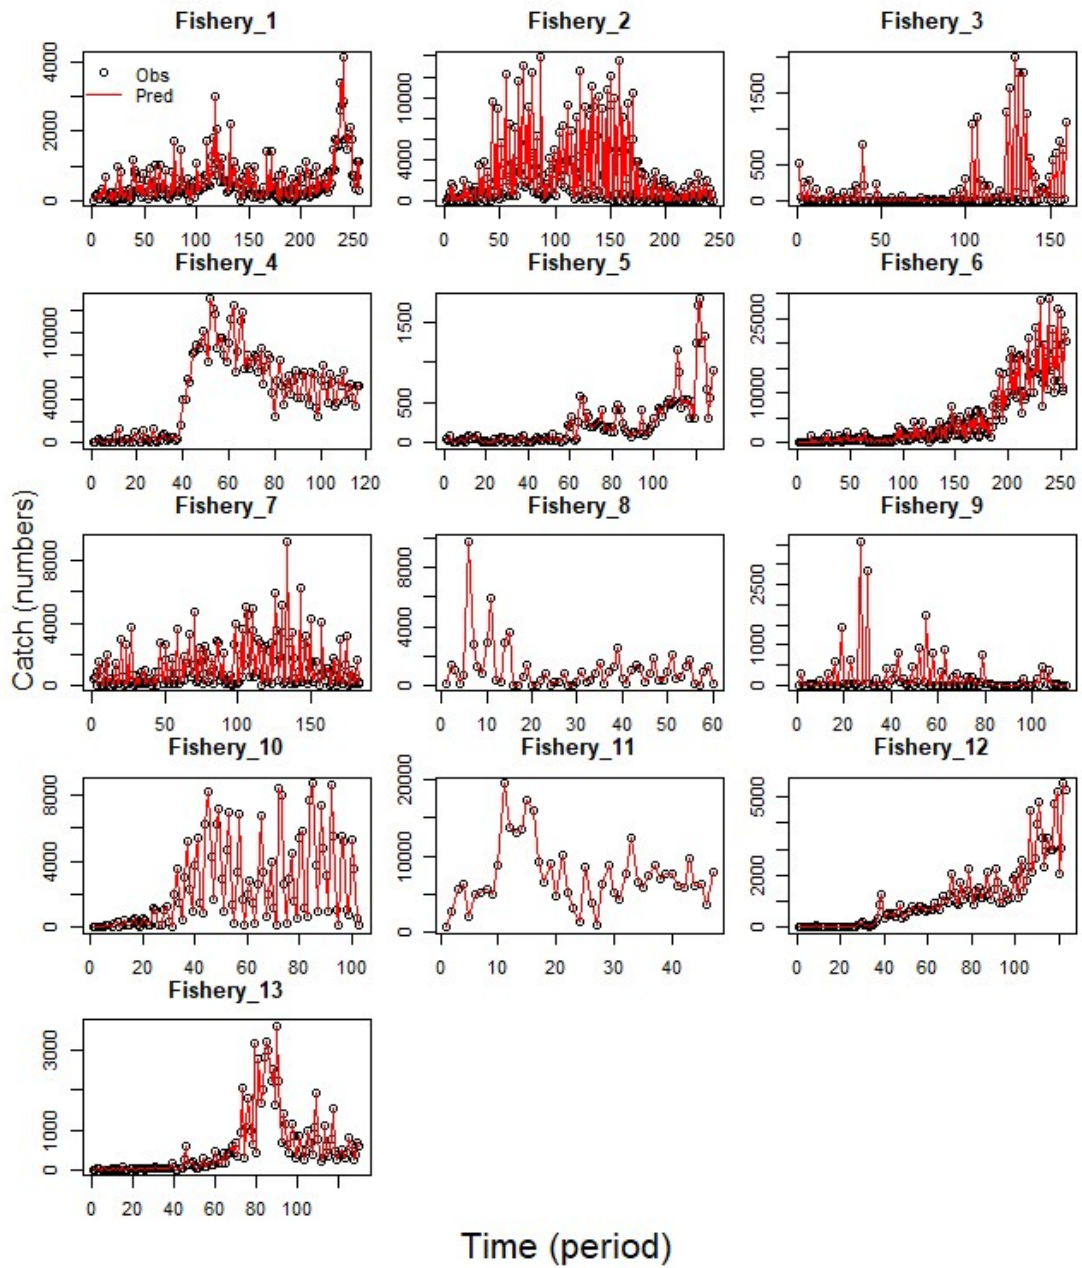 Fishery_1 Fishery_2 Fishery_3
Obs
Pred
0 2000 4000
0 50 100 150 200 250
0 4000 10000
0 50 100 150 200 250
0 500 1500
0 50 100 150
Fishery_4 Fishery_5 Fishery_6
0 4000 10000
0 20 40 60 80 100 120
0 500 1500
0 20 40 60 80 100
0 10000 25000
0 50 100 150 200 250
Fishery_7 Fishery_8 Fishery_9
0 4000 8000
0 50 100 150
0 4000 8000
0 10 20 30 40 50 60
0 1000 2500
0 20 40 60 80 100
Fishery_10 Fishery_11 Fishery_12
0 4000 8000
0 20 40 60 80 100
0 10000 20000
0 10 20 30 40
0 2000 5000
0 20 40 60 80 100
Fishery_13
0 1000 3000
0 20 40 60 80 100
Catch (numbers)
Time (period)